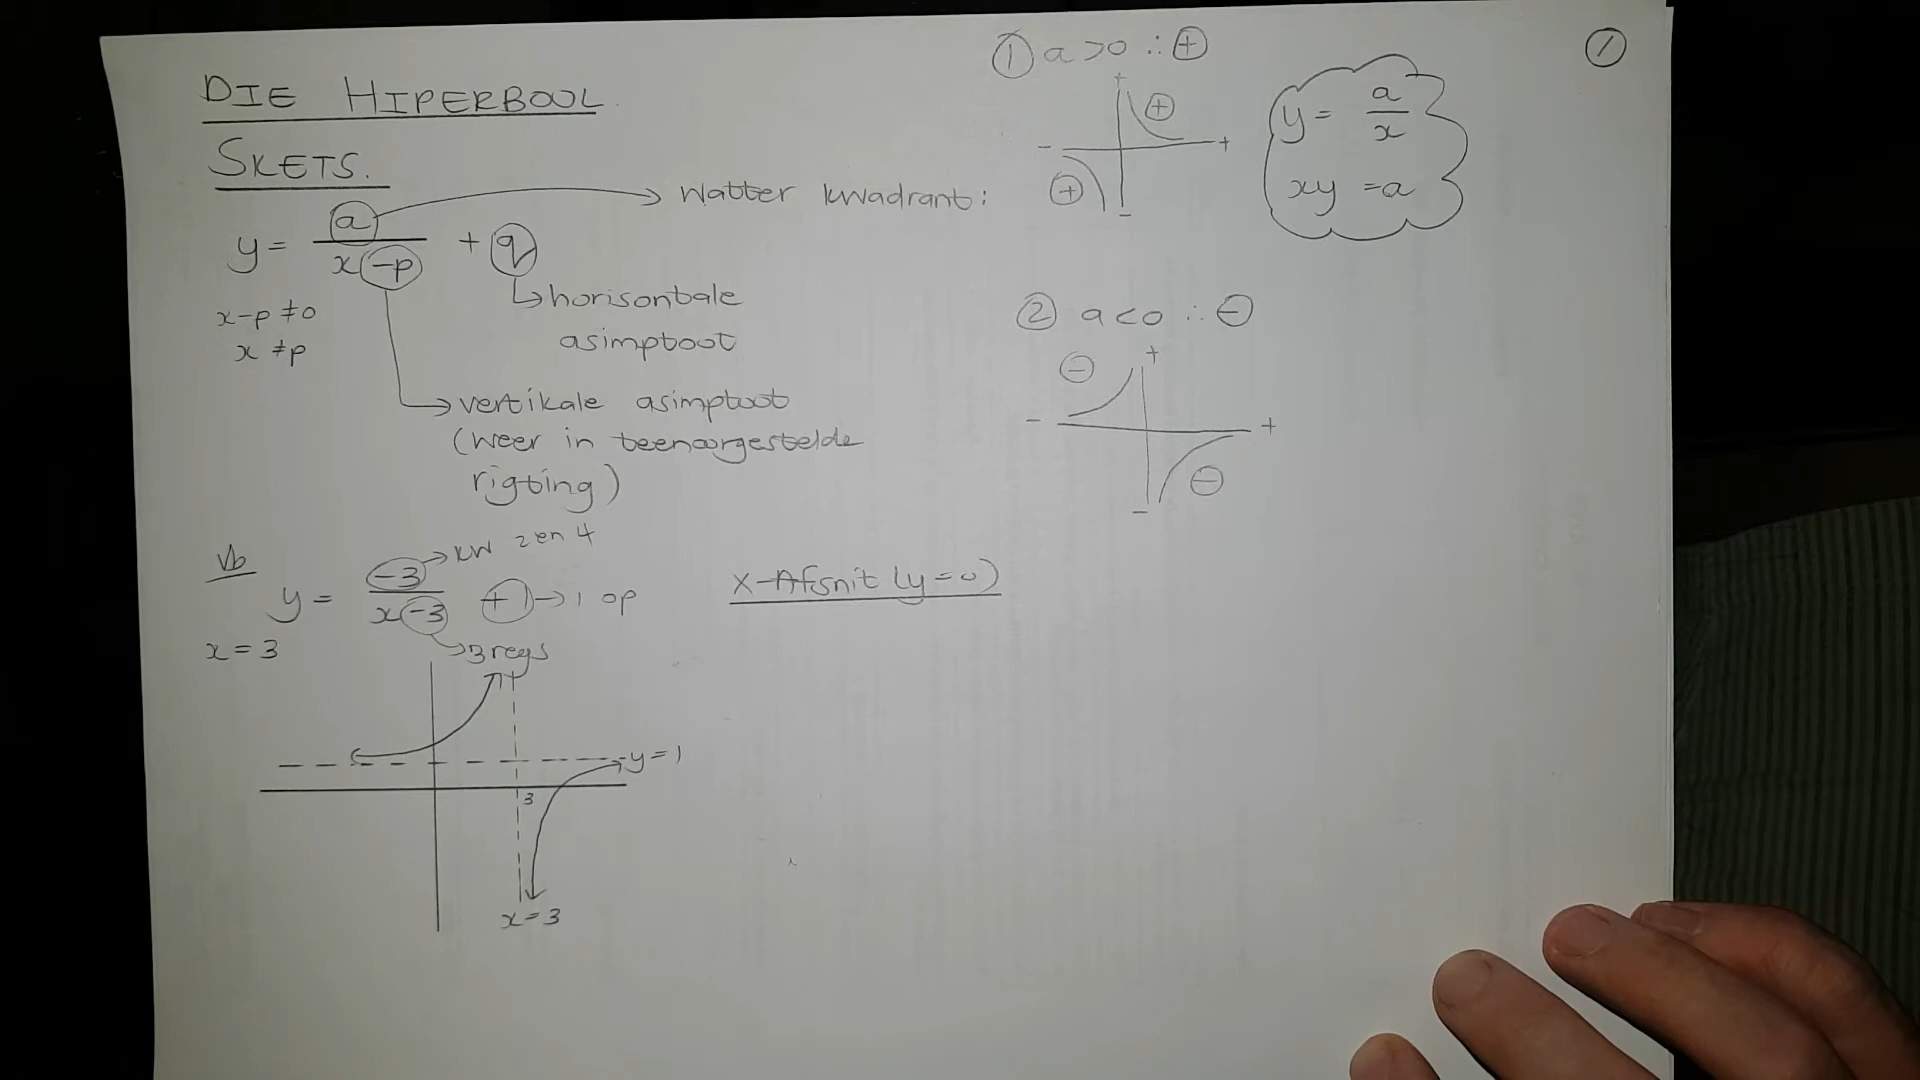 DIE HIPERBOOL
SKETS.
y = a / x-p + q
watter kwadrant:
horisontale
asimptoot
x-p ≠ 0
x ≠ p
vertikale asimptoot
(weer in teenoorgestelde
rigting)
① a > 0 ∴ ⊕
+
⊕
- +
⊕
-
y = a / x
xy = a
1
② a < 0 ∴ ⊖
⊖ +
- +
⊖
-
Vb
y = -3 / x-3 + 1
→ KW 2 en 4
→ 1 op
→ 3 regs
x = 3
y = 1
3
x = 3
X-Afsnit (y = 0)